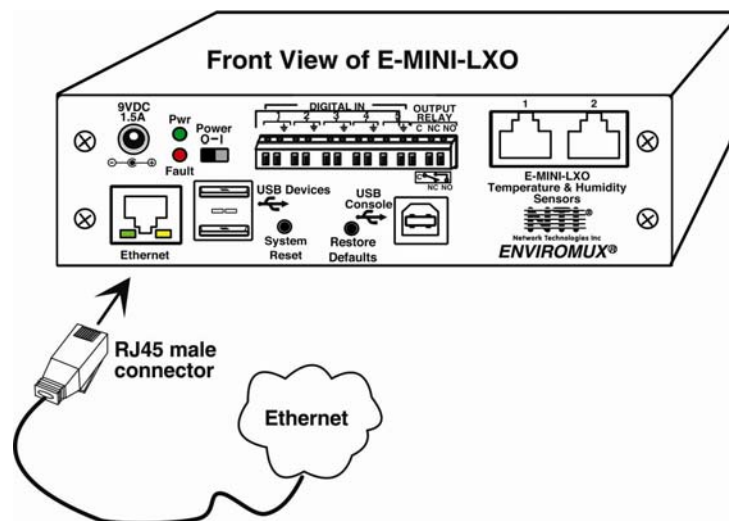 Front View of E-MINI-LXO
9VDC
1.5A
Pwr
Fault
Power
O-I
DIGITAL IN
1 2 3 4 5
OUTPUT
RELAY
C NC NO
C
NC NO
1 2
E-MINI-LXO
Temperature & Humidity
Sensors
NTI®
Network Technologies Inc
ENVIROMUX®
USB Devices
USB
Console
System
Reset
Restore
Defaults
Ethernet
RJ45 male
connector
Ethernet